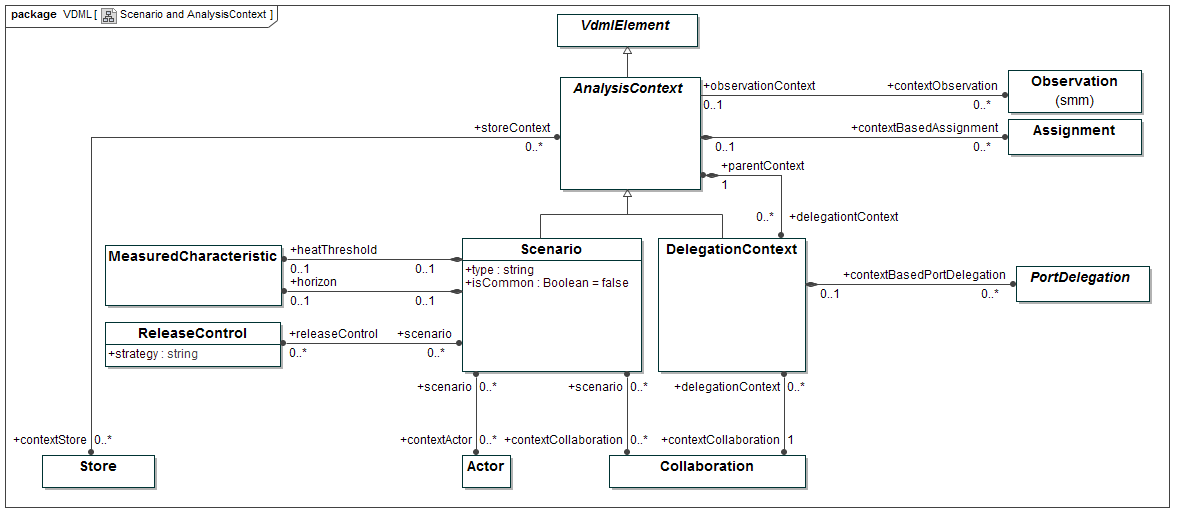 package VDML [ Scenario and AnalysisContext ]
VdmlElement
AnalysisContext
+observationContext
0..1
+contextObservation
0..*
Observation
(smm)
+storeContext
0..*
+contextBasedAssignment
0..1
0..*
Assignment
+parentContext
1
0..*
+delegationtContext
MeasuredCharacteristic
+heatThreshold
0..1
0..1
+horizon
0..1
0..1
Scenario
+type : string
+isCommon : Boolean = false
DelegationContext
+contextBasedPortDelegation
0..1
0..*
PortDelegation
ReleaseControl
+strategy : string
+releaseControl
0..*
+scenario
0..*
+scenario
0..*
+scenario
0..*
+delegationContext
0..*
+contextStore
0..*
+contextActor
0..*
+contextCollaboration
0..*
+contextCollaboration
1
Store
Actor
Collaboration